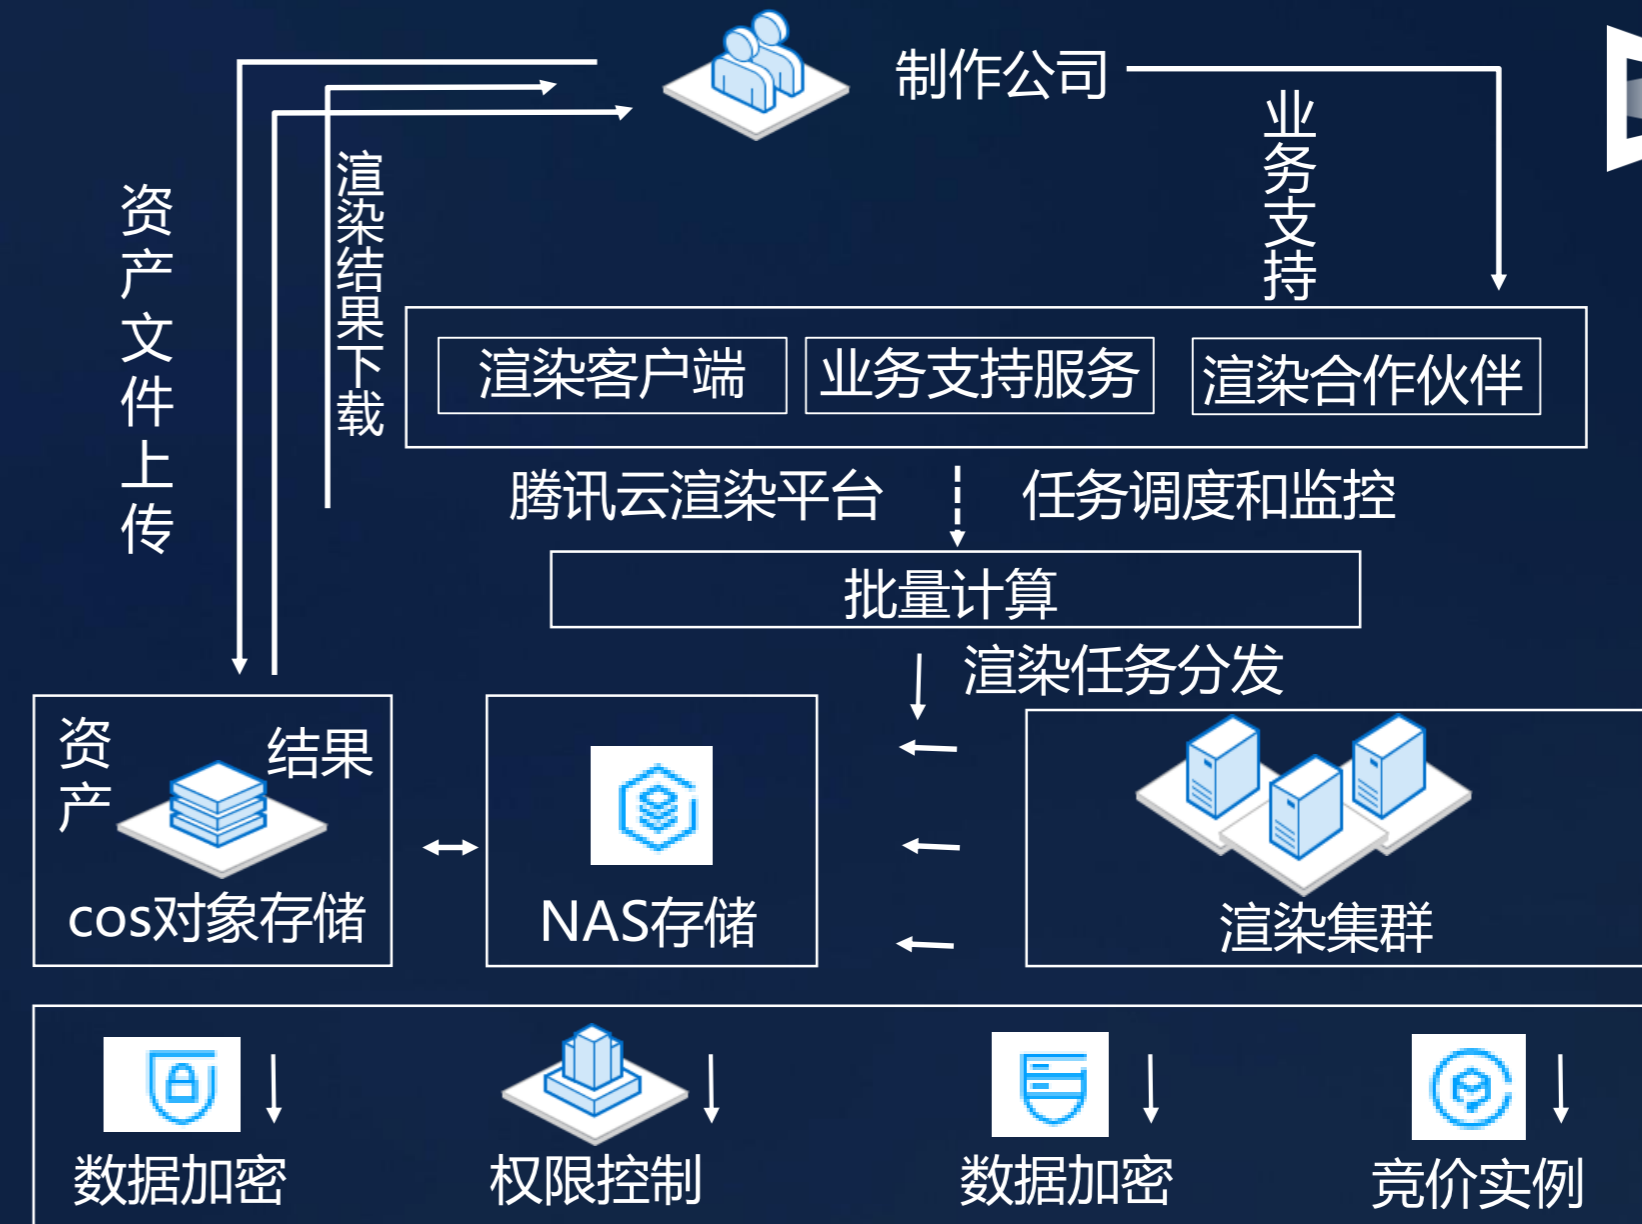 制作公司
业务支持
资产文件上传
渲染结果下载
渲染客户端
业务支持服务
渲染合作伙伴
腾讯云渲染平台
任务调度和监控
批量计算
渲染任务分发
资产
结果
cos对象存储
NAS存储
渲染集群
数据加密
权限控制
数据加密
竞价实例